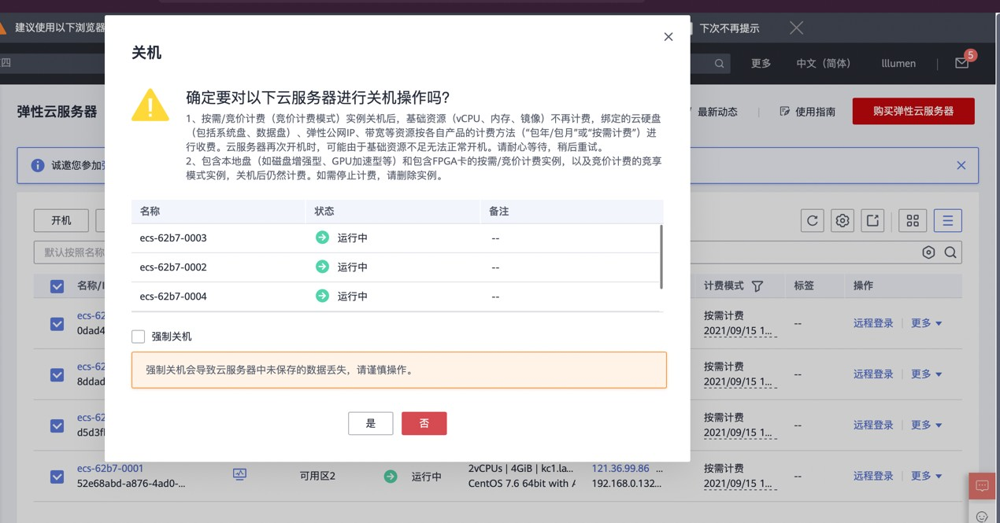 建议使用以下浏览器
下次不再提示
四
更多
中文（简体）
lllumen
5
弹性云服务器
最新动态
使用指南
购买弹性云服务器
诚邀您参加
关机
确定要对以下云服务器进行关机操作吗?
1、按需/竞价计费（竞价计费模式）实例关机后，基础资源（vCPU、内存、镜像）不再计费，绑定的云硬盘
（包括系统盘、数据盘）、弹性公网IP、带宽等资源按各自产品的计费方法（“包年/包月”或“按需计费”）进
行收费。云服务器再次开机时，可能由于基础资源不足无法正常开机。请耐心等待，稍后重试。
2、包含本地盘（如磁盘增强型、GPU加速型等）和包含FPGA卡的按需/竞价计费实例，以及竞价计费的竞享
模式实例，关机后仍然计费。如需停止计费，请删除实例。
名称 状态 备注
ecs-62b7-0003 运行中 --
ecs-62b7-0002 运行中 --
ecs-62b7-0004 运行中 --
强制关机
强制关机会导致云服务器中未保存的数据丢失，请谨慎操作。
是 否
开机
默认按照名称
名称/I 计费模式 标签 操作
ecs-62
0dad4
按需计费
2021/09/15 1...
-- 远程登录 更多
ecs-62
8ddad
按需计费
2021/09/15 1...
-- 远程登录 更多
ecs-62
d5d3f
按需计费
2021/09/15 1...
-- 远程登录 更多
ecs-62b7-0001
52e68abd-a876-4ad0-...
可用区2
运行中
2vCPUs | 4GiB | kc1.la...
CentOS 7.6 64bit with A
121.36.99.86 ...
192.168.0.132...
按需计费
2021/09/15 1...
-- 远程登录 更多